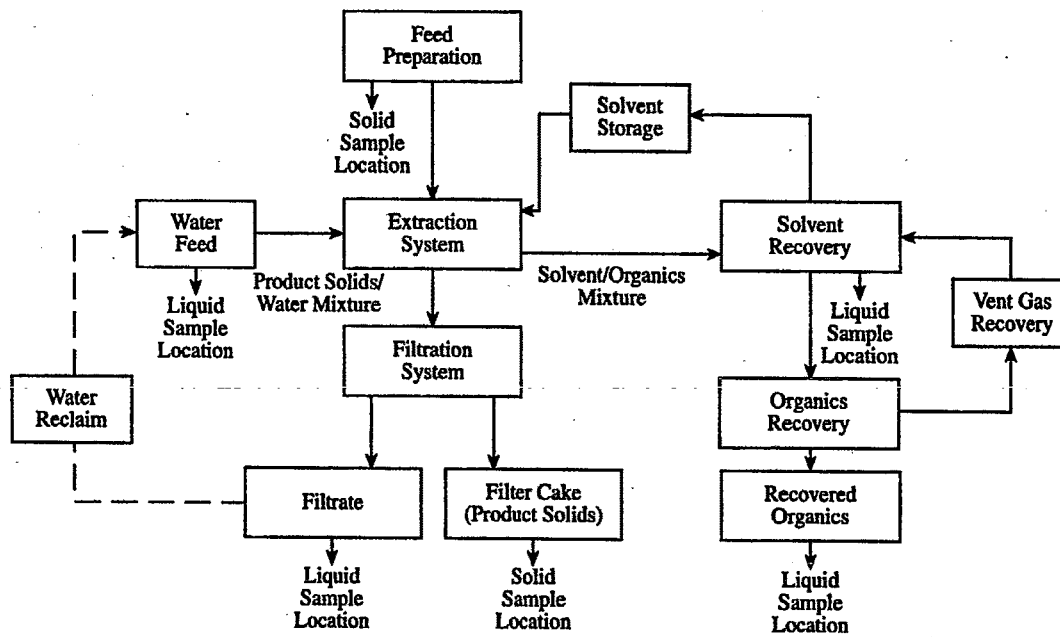 Feed
Preparation
Solid
Sample
Location
Solvent
Storage
Water
Feed
Extraction
System
Solvent
Recovery
Product Solids/
Water Mixture
Solvent/Organics
Mixture
Liquid
Sample
Location
Liquid
Sample
Location
Vent Gas
Recovery
Filtration
System
Water
Reclaim
Organics
Recovery
Filtrate
Filter Cake
(Product Solids)
Recovered
Organics
Liquid
Sample
Location
Solid
Sample
Location
Liquid
Sample
Location